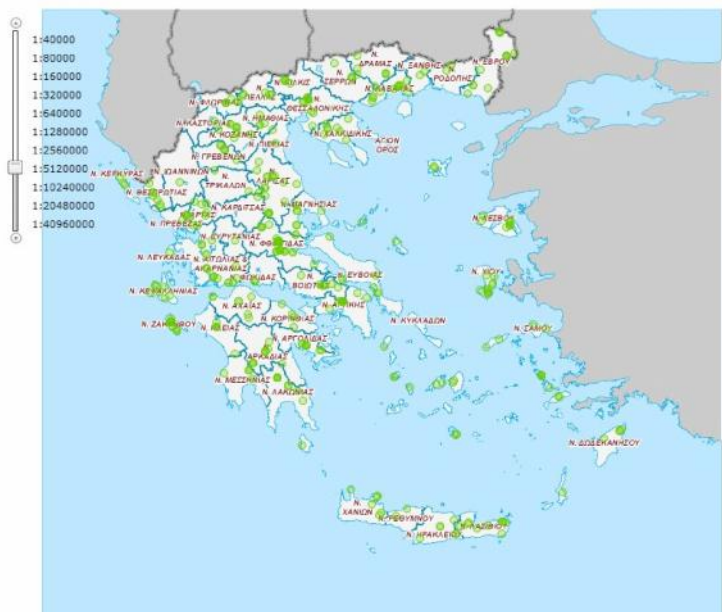 1:40000
1:80000
1:160000
1:320000
1:640000
1:1280000
1:2560000
1:5120000
1:10240000
1:20480000
1:40960000
Ν. ΔΡΑΜΑΣ
Ν. ΞΑΝΘΗΣ
Ν. ΕΒΡΟΥ
Ν. ΡΟΔΟΠΗΣ
Ν. ΣΕΡΡΩΝ
Ν. ΚΑΒΑΛΑΣ
Ν. ΚΙΛΚΙΣ
Ν. ΠΕΛΛΑΣ
Ν. ΦΛΩΡΙΝΑΣ
Ν. ΘΕΣΣΑΛΟΝΙΚΗΣ
Ν. ΚΑΣΤΟΡΙΑΣ
Ν. ΗΜΑΘΙΑΣ
Ν. ΚΟΖΑΝΗΣ
Ν. ΧΑΛΚΙΔΙΚΗΣ
Ν. ΠΙΕΡΙΑΣ
ΑΓΙΟΝ ΟΡΟΣ
Ν. ΓΡΕΒΕΝΩΝ
Ν. ΚΕΡΚΥΡΑΣ
Ν. ΙΩΑΝΝΙΝΩΝ
Ν. ΤΡΙΚΑΛΩΝ
Ν. ΛΑΡΙΣΑΣ
Ν. ΘΕΣΠΡΩΤΙΑΣ
Ν. ΚΑΡΔΙΤΣΑΣ
Ν. ΜΑΓΝΗΣΙΑΣ
Ν. ΑΡΤΑΣ
Ν. ΠΡΕΒΕΖΑΣ
Ν. ΛΕΣΒΟΥ
Ν. ΕΥΡΥΤΑΝΙΑΣ
Ν. ΦΘΙΩΤΙΔΑΣ
Ν. ΛΕΥΚΑΔΑΣ
Ν. ΑΙΤΩΛΙΑΣ & ΑΚΑΡΝΑΝΙΑΣ
Ν. ΦΩΚΙΔΑΣ
Ν. ΒΟΙΩΤΙΑΣ
Ν. ΕΥΒΟΙΑΣ
Ν. ΧΙΟΥ
Ν. ΚΕΦΑΛΛΗΝΙΑΣ
Ν. ΑΧΑΙΑΣ
Ν. ΑΤΤΙΚΗΣ
Ν. ΚΟΡΙΝΘΙΑΣ
Ν. ΚΥΚΛΑΔΩΝ
Ν. ΖΑΚΥΝΘΟΥ
Ν. ΗΛΕΙΑΣ
Ν. ΣΑΜΟΥ
Ν. ΑΡΓΟΛΙΔΑΣ
Ν. ΑΡΚΑΔΙΑΣ
Ν. ΜΕΣΣΗΝΙΑΣ
Ν. ΛΑΚΩΝΙΑΣ
Ν. ΔΩΔΕΚΑΝΗΣΟΥ
Ν. ΧΑΝΙΩΝ
Ν. ΡΕΘΥΜΝΟΥ
Ν. ΛΑΣΙΘΙΟΥ
Ν. ΗΡΑΚΛΕΙΟΥ